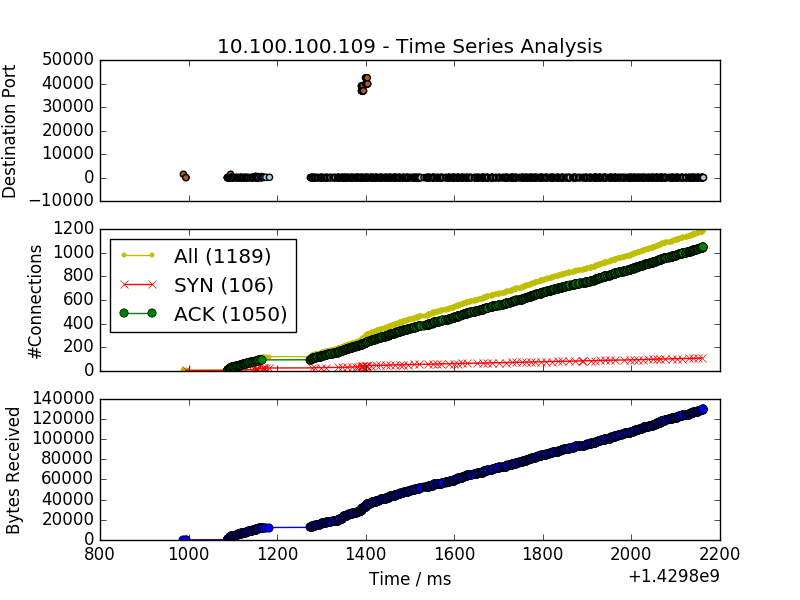 10.100.100.109 - Time Series Analysis
Destination Port
50000
40000
30000
20000
10000
0
−10000
#Connections
1200
1000
800
600
400
200
0
All (1189)
SYN (106)
ACK (1050)
Bytes Received
140000
120000
100000
80000
60000
40000
20000
0
800 1000 1200 1400 1600 1800 2000 2200
Time / ms
+1.4298e9